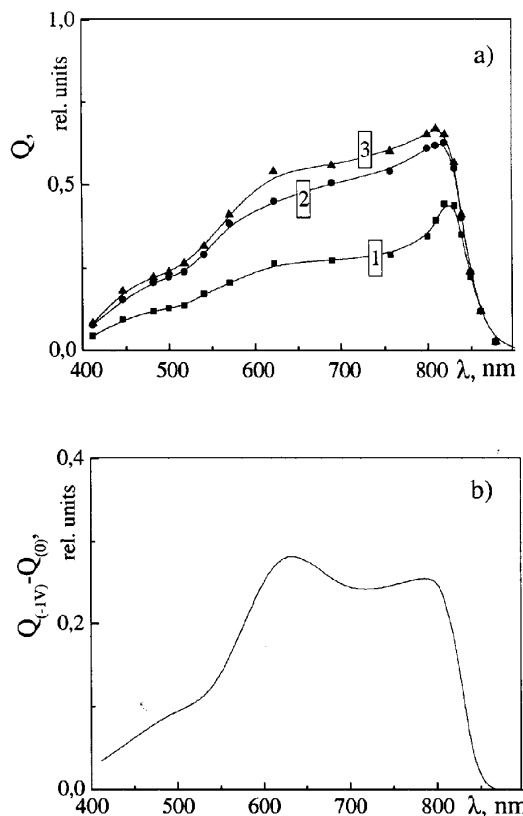 a)
1,0
Q, rel. units
0,5
0,0
3
2
1
400 500 600 700 800 λ, nm
b)
0,4
Q(-1V)-Q(0), rel. units
0,2
0,0
400 500 600 700 800 λ, nm